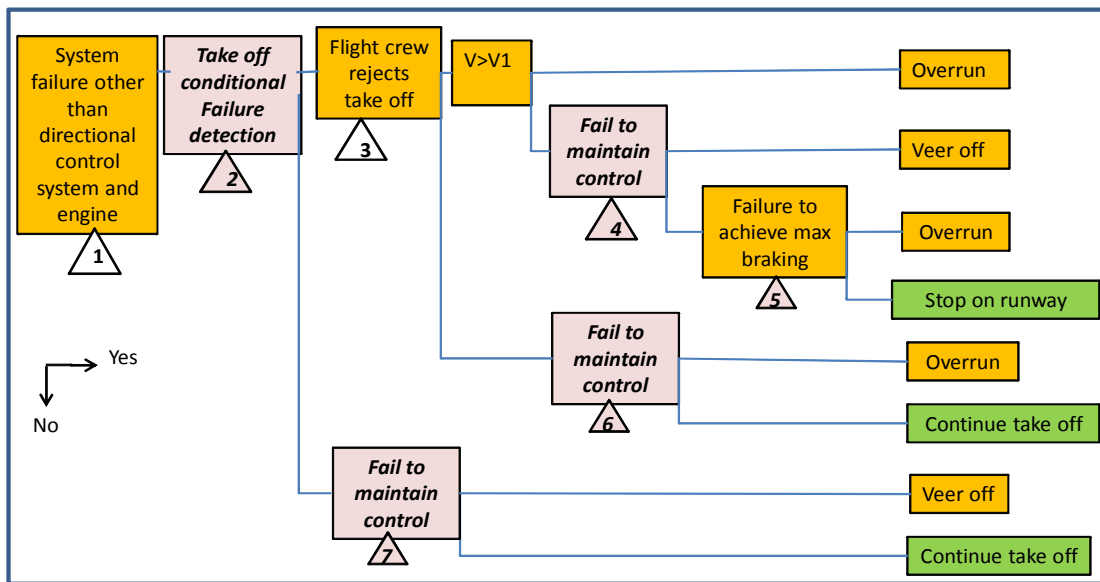 System
failure other
than
directional
control
system and
engine
1
Take off
conditional
Failure
detection
2
Flight crew
rejects
take off
3
V>V1
Overrun
Fail to
maintain
control
4
Veer off
Failure to
achieve max
braking
5
Overrun
Stop on runway
Yes
No
Fail to
maintain
control
6
Overrun
Continue take off
Fail to
maintain
control
7
Veer off
Continue take off